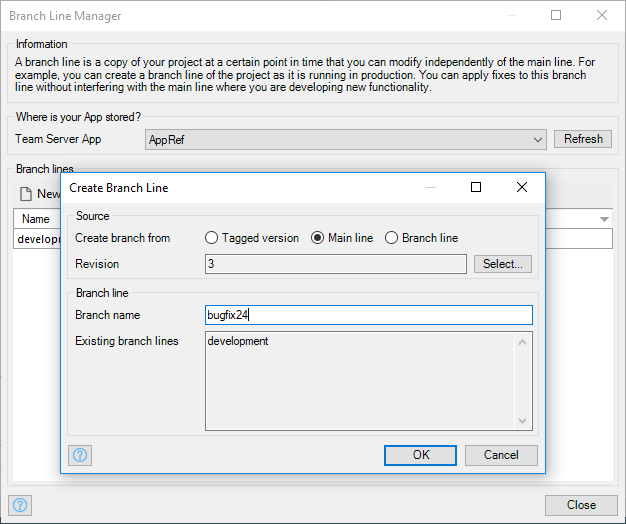 Branch Line Manager
Information
A branch line is a copy of your project at a certain point in time that you can modify independently of the main line. For
example, you can create a branch line of the project as it is running in production. You can apply fixes to this branch
line without interfering with the main line where you are developing new functionality.
Where is your App stored?
Team Server App AppRef Refresh
Branch lines
New
Name
Create Branch Line
Source
Create branch from Tagged version Main line Branch line
Revision 3 Select...
Branch line
Branch name bugfix24
Existing branch lines development
? OK Cancel
? Close